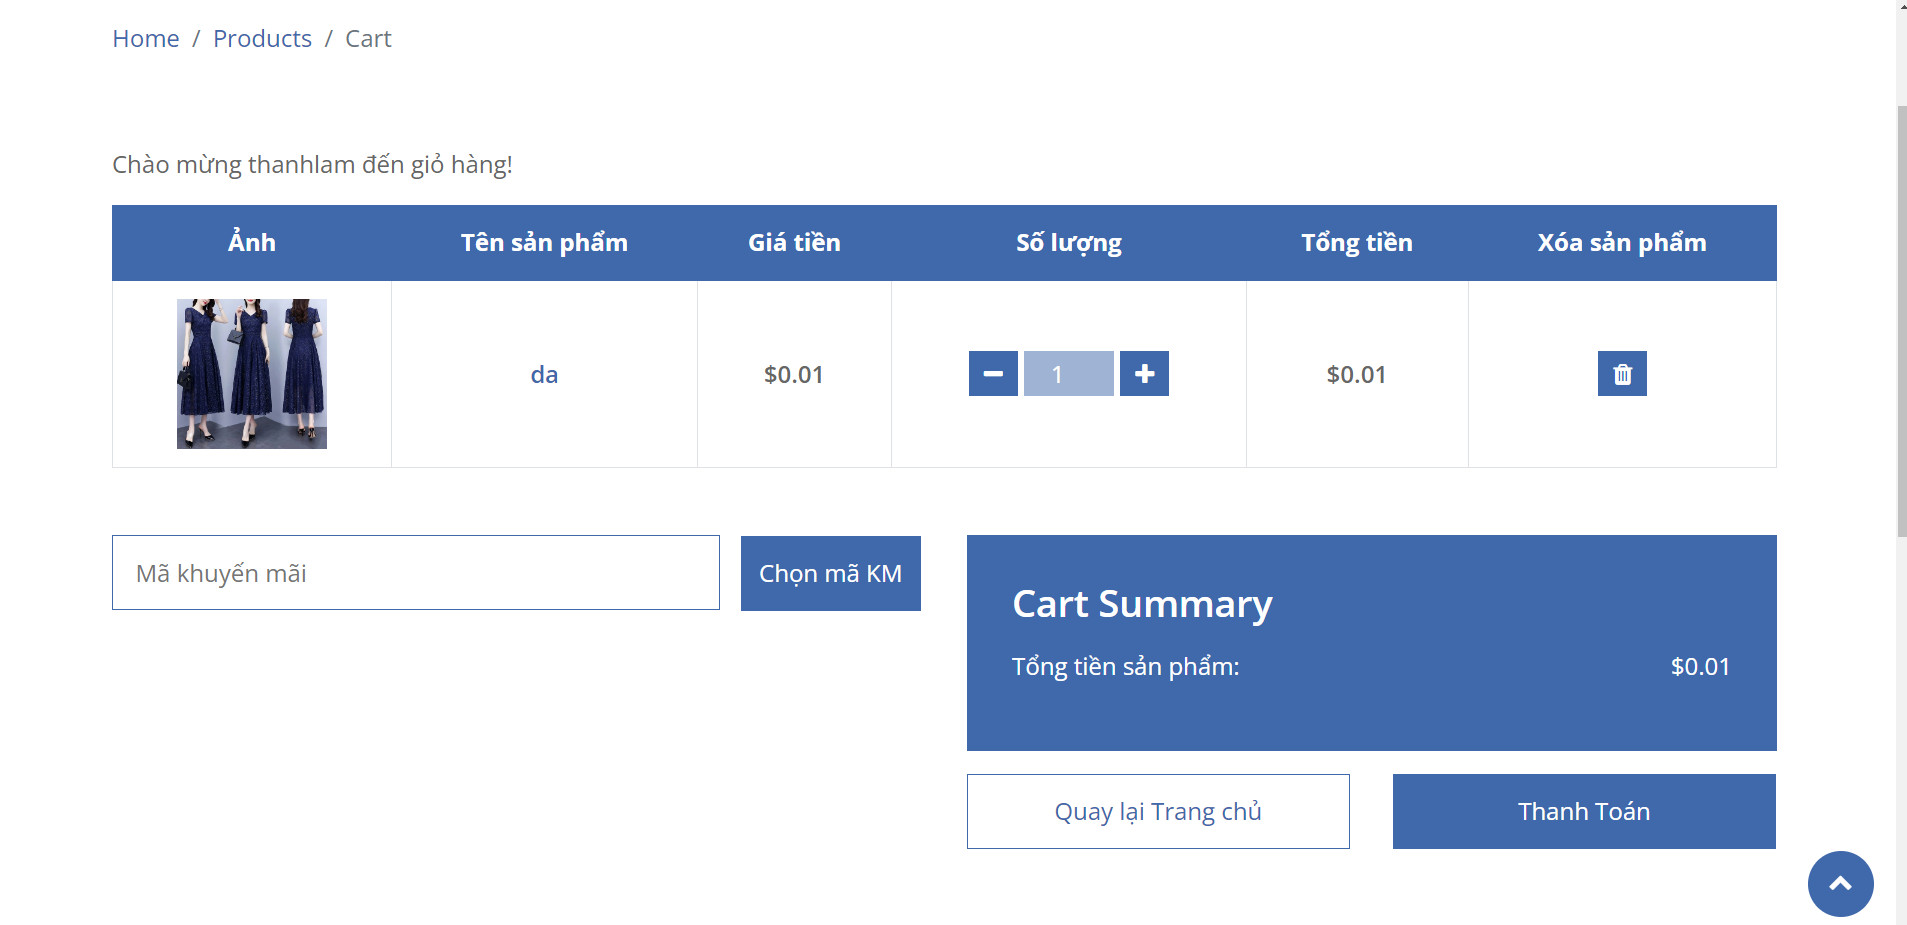 Home / Products / Cart
Chào mừng thanhlam đến giỏ hàng!
Ảnh Tên sản phẩm Giá tiền Số lượng Tổng tiền Xóa sản phẩm
da $0.01 1 $0.01
Mã khuyến mãi
Chọn mã KM
Cart Summary
Tổng tiền sản phẩm: $0.01
Quay lại Trang chủ
Thanh Toán